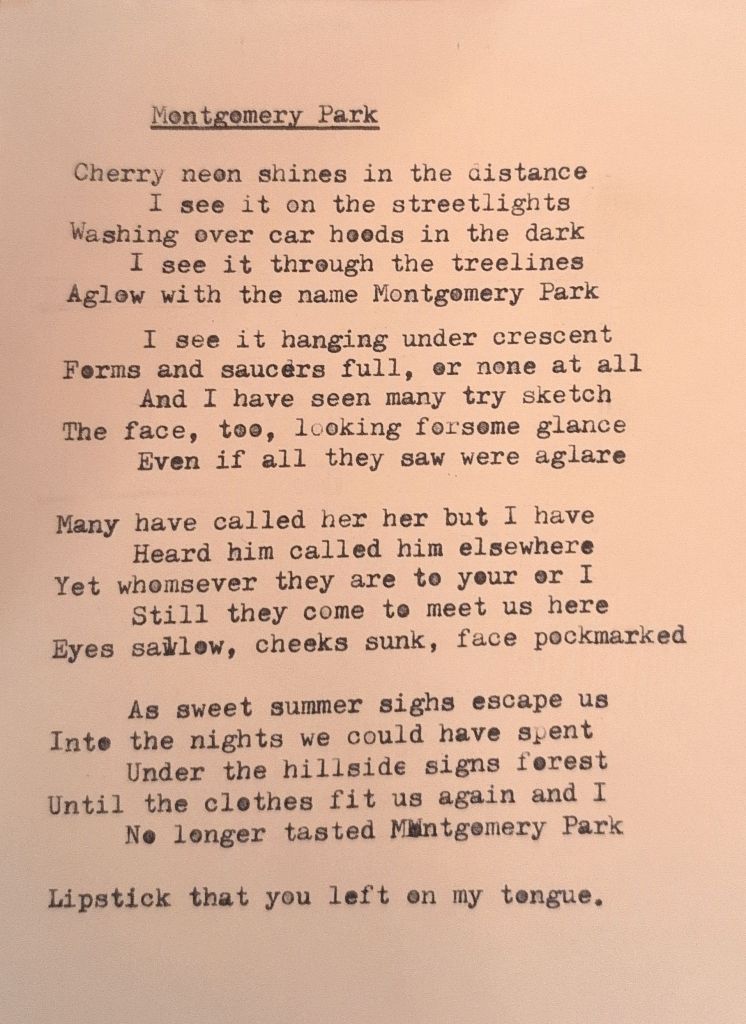 Montgomery Park
Cherry neon shines in the distance
I see it on the streetlights
Washing over car hoods in the dark
I see it through the treelines
Aglow with the name Montgomery Park
I see it hanging under crescent
Forms and saucers full, or none at all
And I have seen many try sketch
The face, too, looking forsome glance
Even if all they saw were aglare
Many have called her her but I have
Heard him called him elsewhere
Yet whomsever they are to your or I
Still they come to meet us here
Eyes sallow, cheeks sunk, face pockmarked
As sweet summer sighs escape us
Into the nights we could have spent
Under the hillside signs forest
Until the clothes fit us again and I
No longer tasted Montgomery Park
Lipstick that you left on my tongue.